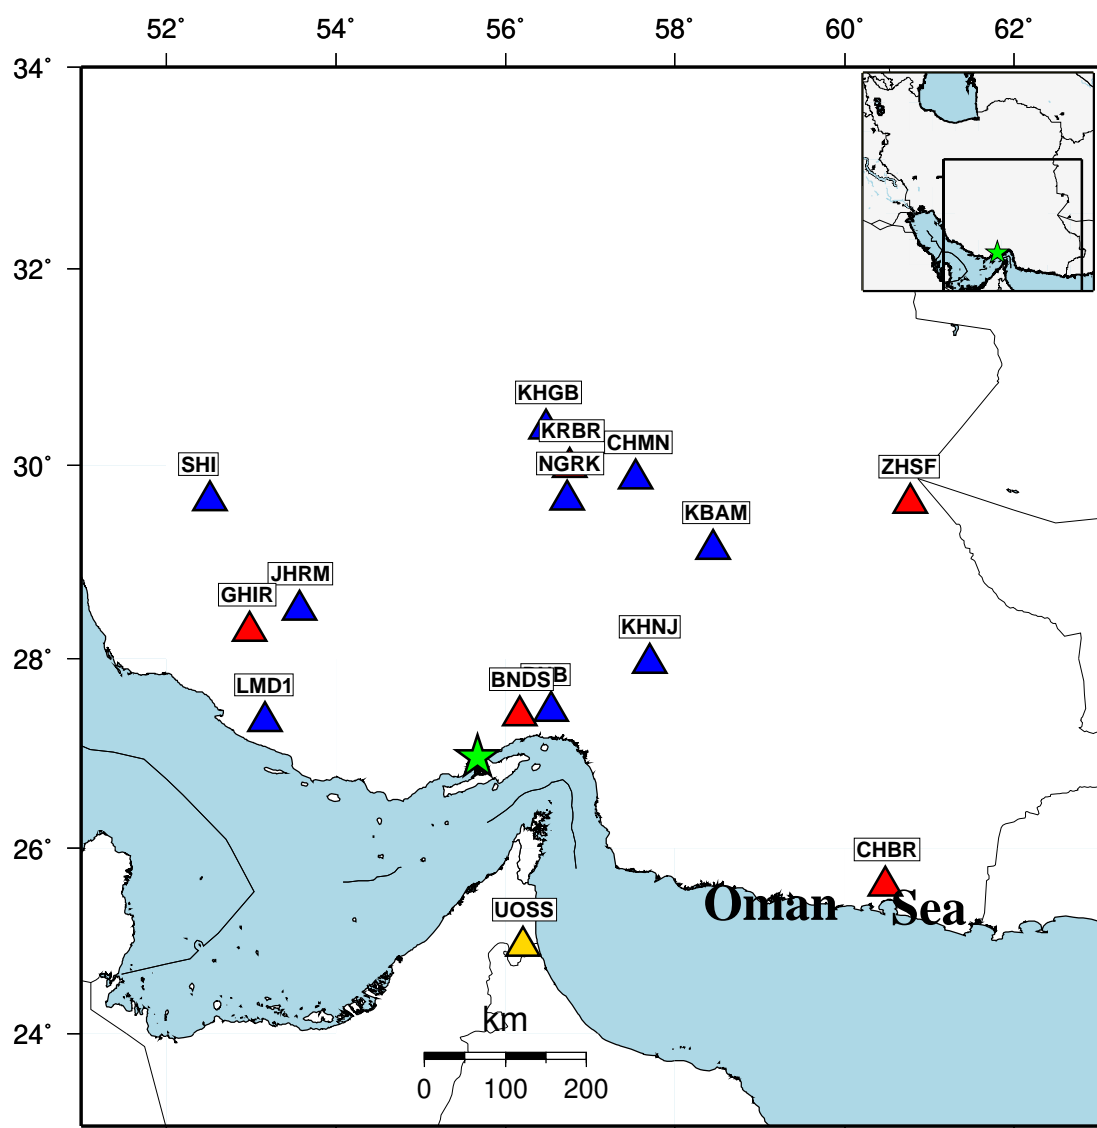 52° 54° 56° 58° 60° 62°
34°
32°
KHGB
KRBR
CHMN
SHI
NGRK
30°
ZHSF
KBAM
JHRM
GHIR
KHNJ
28°
LMD1
BNDS
26°
CHBR
Oman Sea
UOSS
km
24°
0 100 200